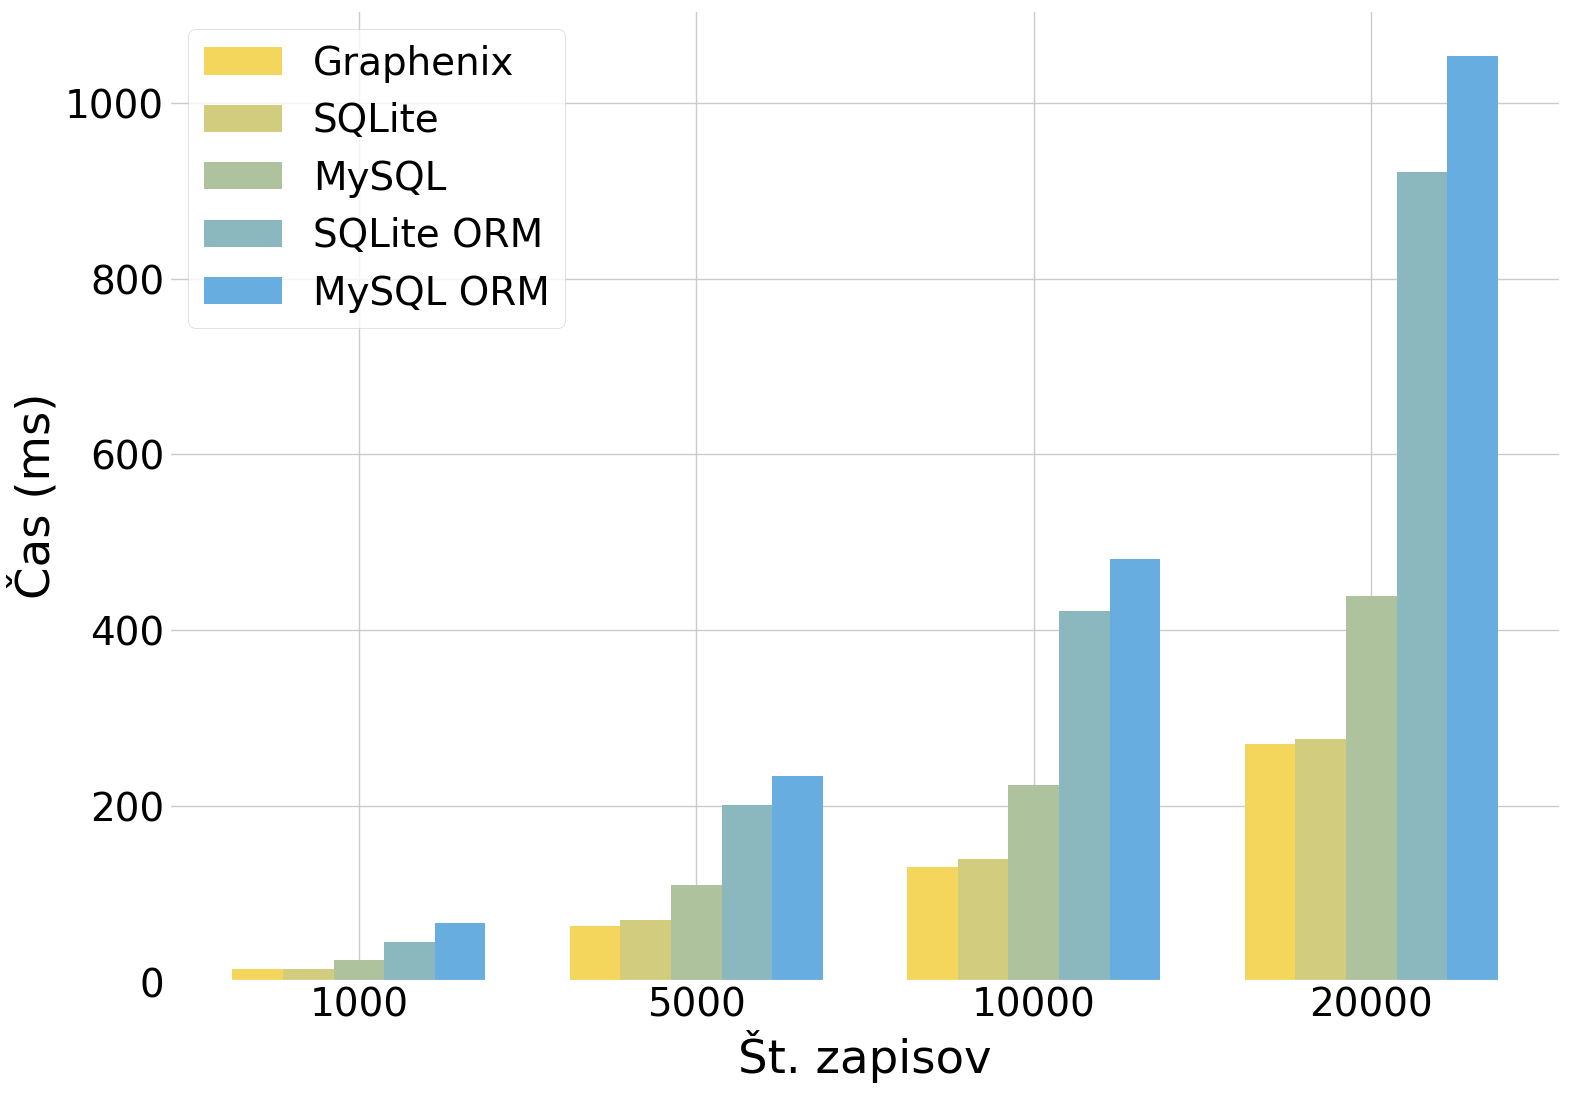 Graphenix
SQLite
MySQL
SQLite ORM
MySQL ORM
1000
800
600
400
200
0
Čas (ms)
1000 5000 10000 20000
Št. zapisov